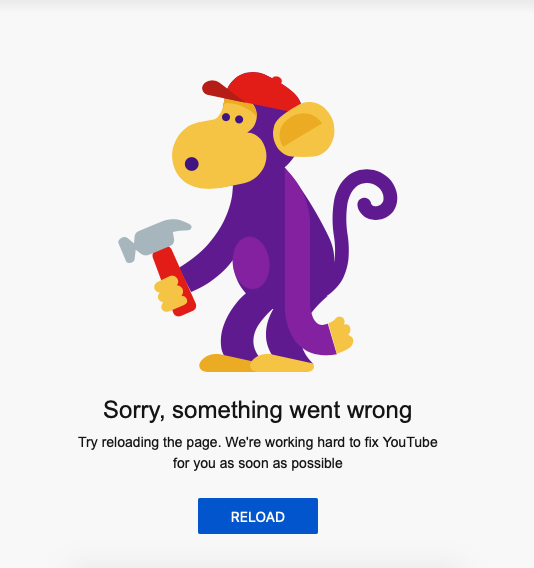 Sorry, something went wrong
Try reloading the page. We're working hard to fix YouTube
for you as soon as possible
RELOAD